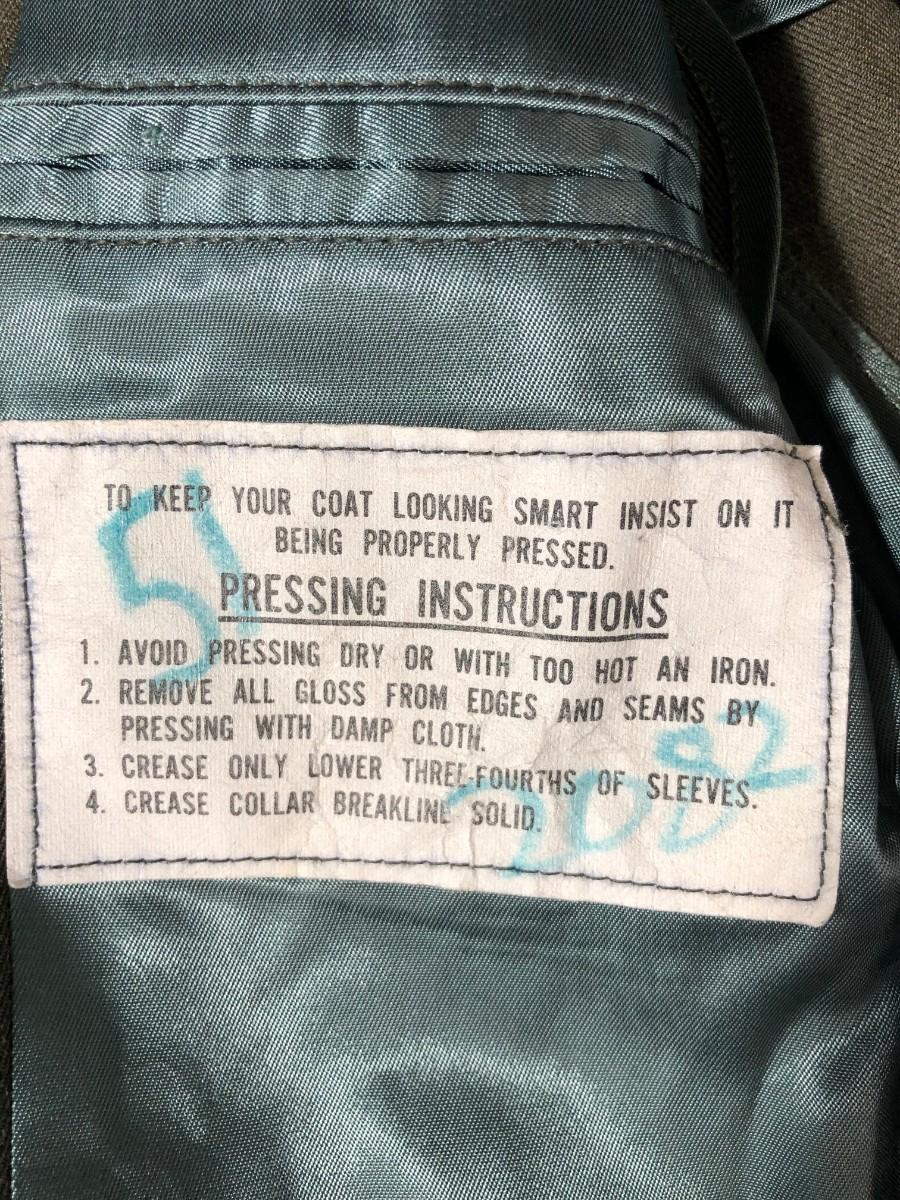 TO KEEP YOUR COAT LOOKING SMART INSIST ON IT
BEING PROPERLY PRESSED.
PRESSING INSTRUCTIONS
1. AVOID PRESSING DRY OR WITH TOO HOT AN IRON.
2. REMOVE ALL GLOSS FROM EDGES AND SEAMS BY
PRESSING WITH DAMP CLOTH.
3. CREASE ONLY LOWER THREE-FOURTHS OF SLEEVES.
4. CREASE COLLAR BREAKLINE SOLID.